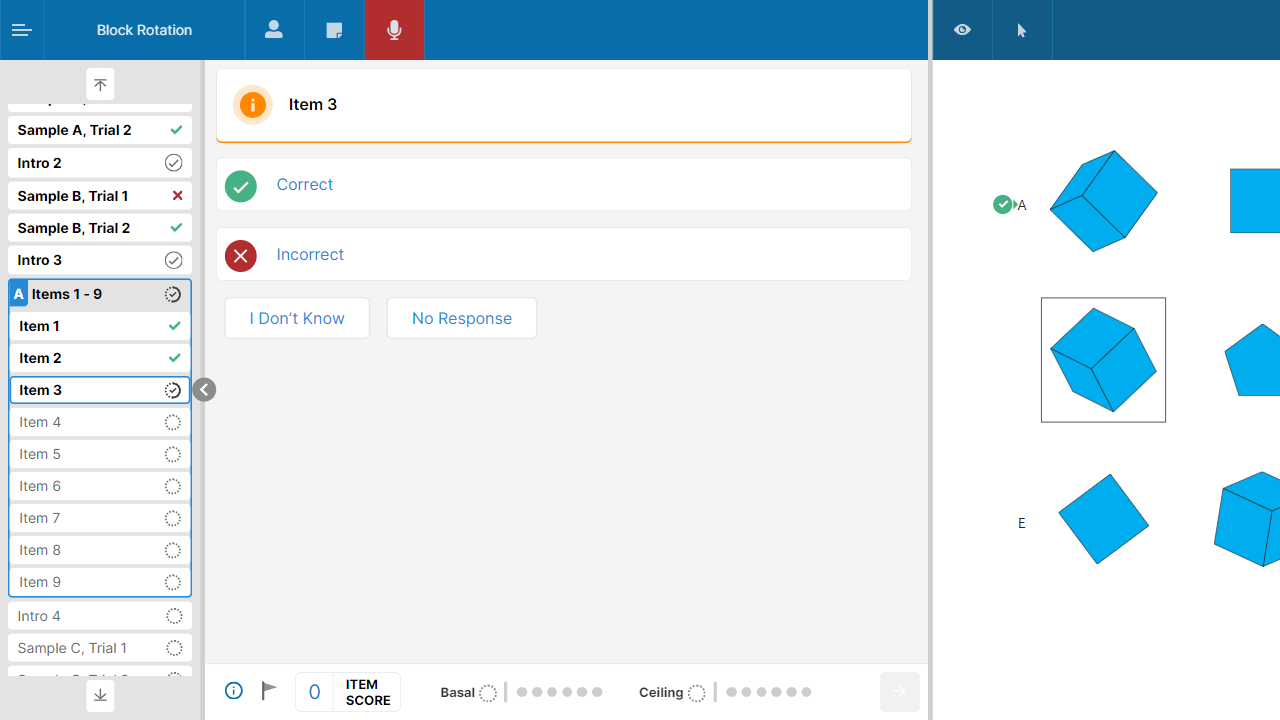 Block Rotation
Sample A, Trial 2
Intro 2
Sample B, Trial 1
Sample B, Trial 2
Intro 3
A Items 1 - 9
Item 1
Item 2
Item 3
Item 4
Item 5
Item 6
Item 7
Item 8
Item 9
Intro 4
Sample C, Trial 1
Item 3
Correct
Incorrect
I Don’t Know
No Response
0 ITEM
SCORE
Basal
Ceiling
A
E